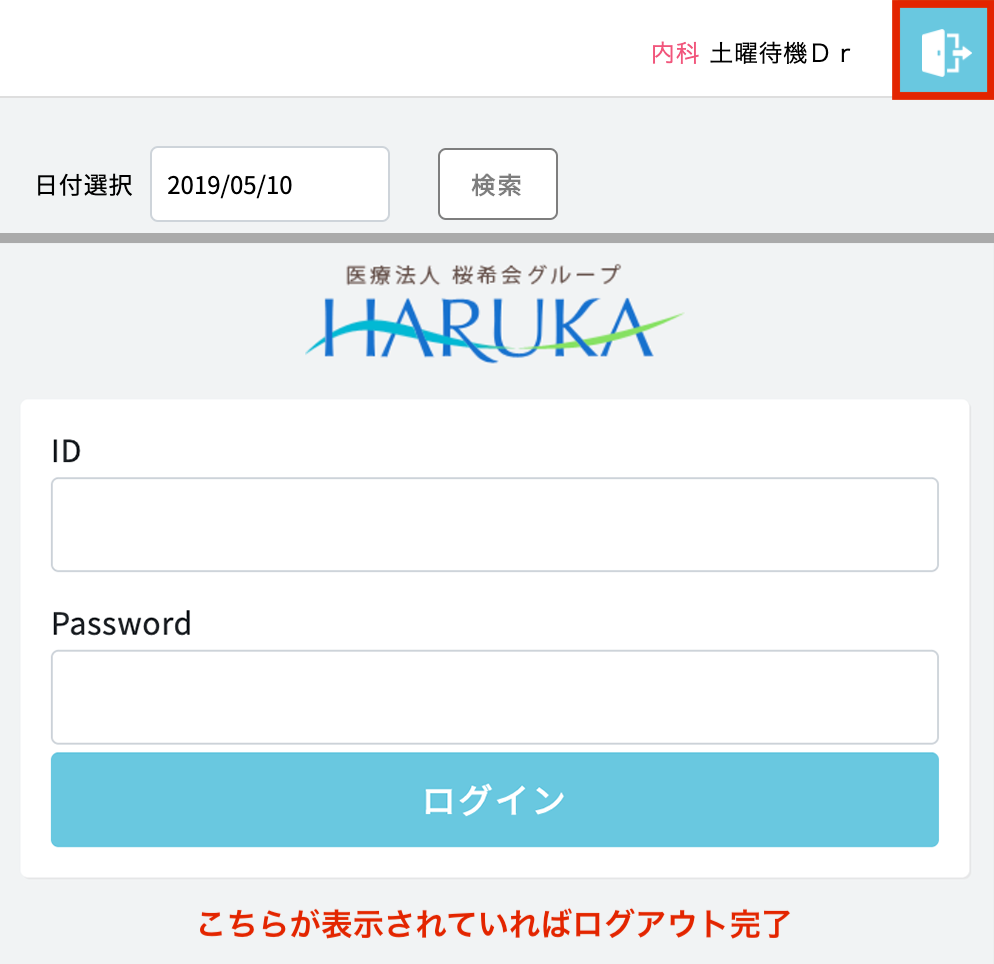 内科 土曜待機Ｄｒ
日付選択 2019/05/10 検索
医療法人 桜希会グループ
HARUKA
ID
Password
ログイン
こちらが表示されていればログアウト完了